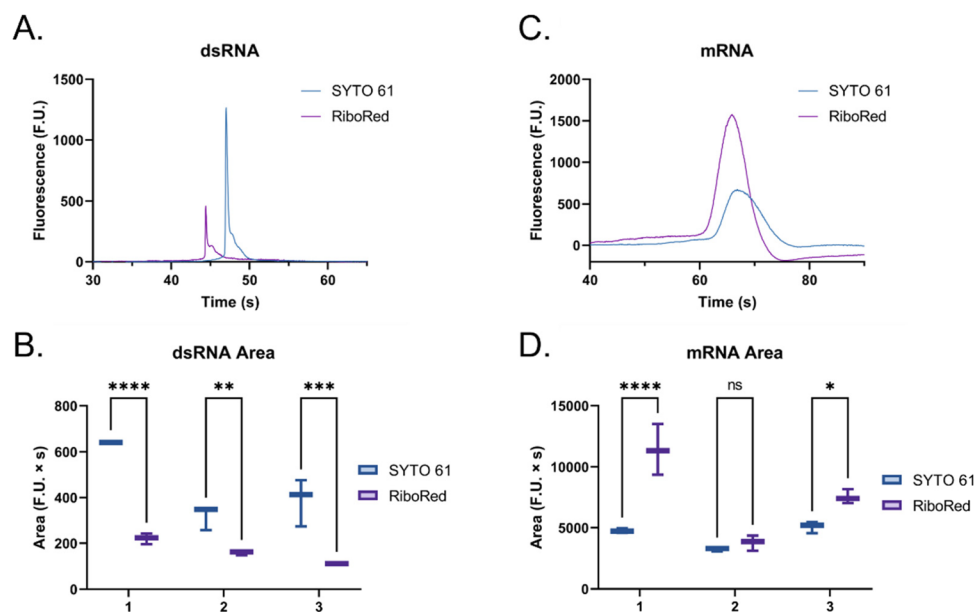 A.
dsRNA
1500
1000
500
0
Fluorescence (F.U.)
30 40 50 60
Time (s)
SYTO 61
RiboRed
C.
mRNA
2000
1500
1000
500
0
Fluorescence (F.U.)
40 60 80
Time (s)
SYTO 61
RiboRed
B.
dsRNA Area
**** ** ***
800
600
400
200
0
Area (F.U. × s)
1 2 3
SYTO 61
RiboRed
D.
mRNA Area
**** ns *
15000
10000
5000
0
Area (F.U. × s)
1 2 3
SYTO 61
RiboRed